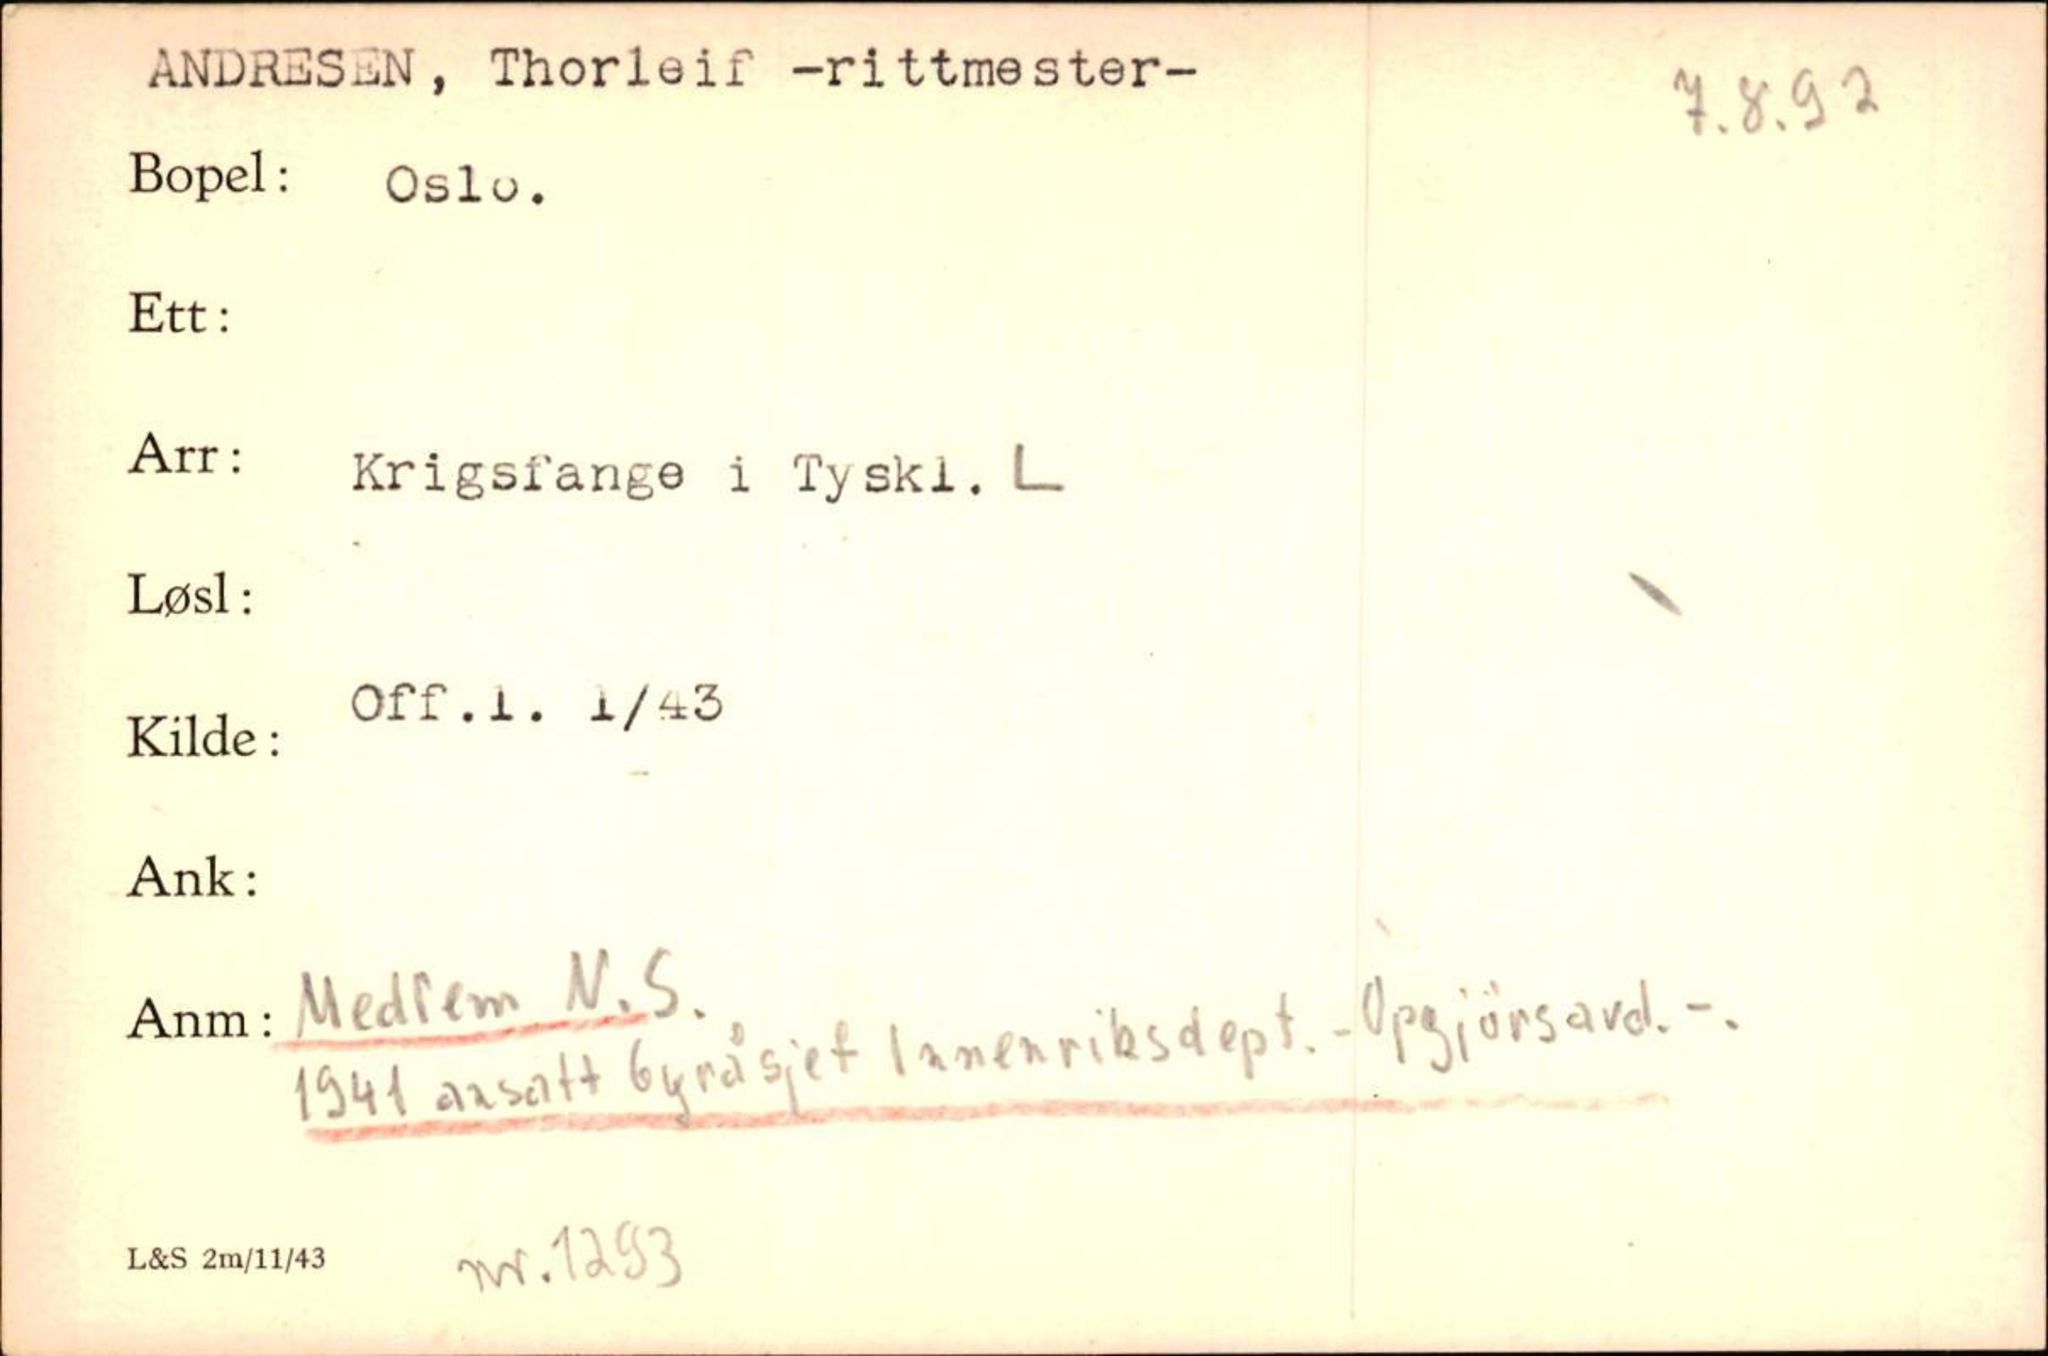 ANDRESEN, Thorleif -rittmester-
7.8.92
Bopel: Oslo.
Ett:
Arr: Krigsfange i Tyskl. L
Løsl:
Kilde: Off.l. 1/43
Ank:
Anm: Medlem N.S.
1941 ansatt byråsjef Innenriksdept. - Opgjörsavd. -.
L&S 2m/11/43 nr. 1293